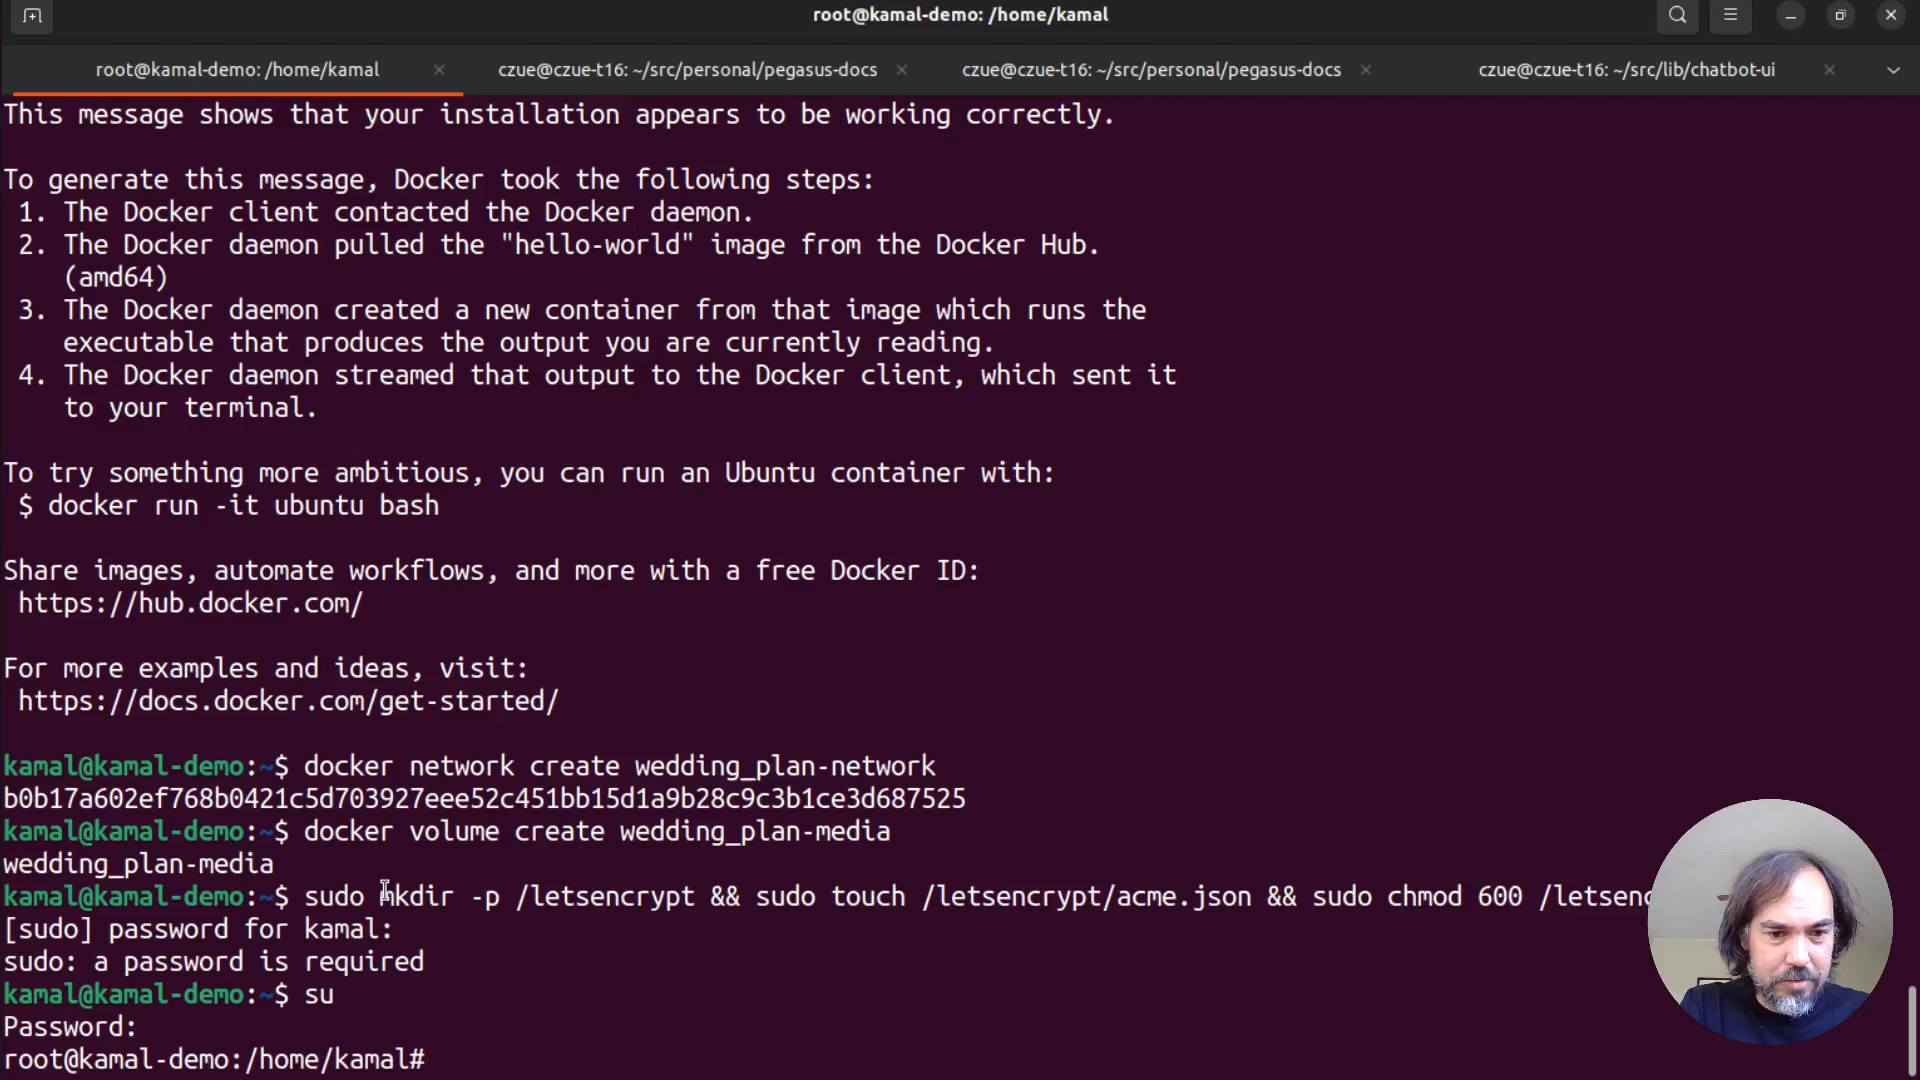 root@kamal-demo: /home/kamal
root@kamal-demo: /home/kamal
czue@czue-t16: ~/src/personal/pegasus-docs
czue@czue-t16: ~/src/personal/pegasus-docs
czue@czue-t16: ~/src/lib/chatbot-ui
This message shows that your installation appears to be working correctly.
To generate this message, Docker took the following steps:
1. The Docker client contacted the Docker daemon.
2. The Docker daemon pulled the "hello-world" image from the Docker Hub.
(amd64)
3. The Docker daemon created a new container from that image which runs the
executable that produces the output you are currently reading.
4. The Docker daemon streamed that output to the Docker client, which sent it
to your terminal.
To try something more ambitious, you can run an Ubuntu container with:
$ docker run -it ubuntu bash
Share images, automate workflows, and more with a free Docker ID:
https://hub.docker.com/
For more examples and ideas, visit:
https://docs.docker.com/get-started/
kamal@kamal-demo:~$ docker network create wedding_plan-network
b0b17a602ef768b0421c5d703927eee52c451bb15d1a9b28c9c3b1ce3d687525
kamal@kamal-demo:~$ docker volume create wedding_plan-media
wedding_plan-media
kamal@kamal-demo:~$ sudo mkdir -p /letsencrypt && sudo touch /letsencrypt/acme.json && sudo chmod 600 /letsenc
[sudo] password for kamal:
sudo: a password is required
kamal@kamal-demo:~$ su
Password:
root@kamal-demo:/home/kamal#